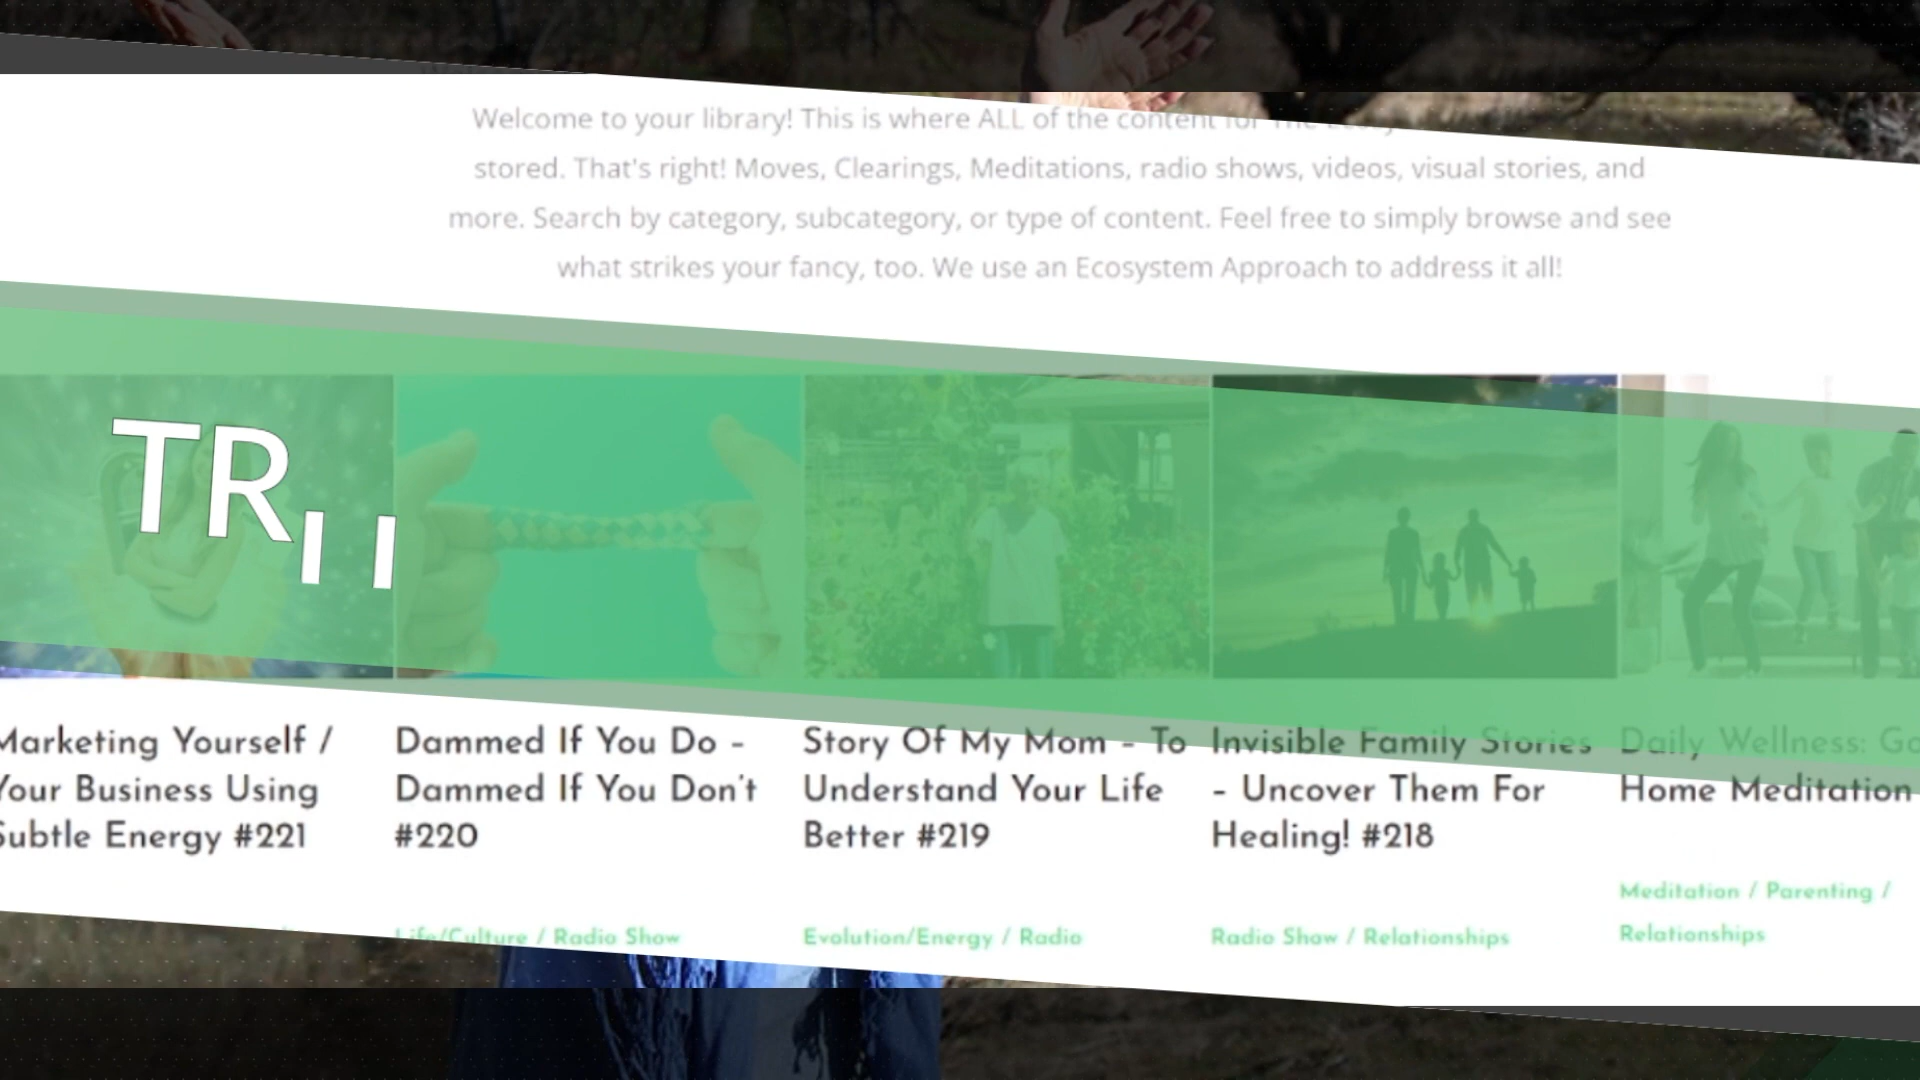 Welcome to your library! This is where ALL of the content for The
stored. That's right! Moves, Clearings, Meditations, radio shows, videos, visual stories, and
more. Search by category, subcategory, or type of content. Feel free to simply browse and see
what strikes your fancy, too. We use an Ecosystem Approach to address it all!
TR
Marketing Yourself /
Your Business Using
Subtle Energy #221
Dammed If You Do –
Dammed If You Don't
#220
Life/Culture / Radio Show
Story Of My Mom – To
Understand Your Life
Better #219
Evolution/Energy / Radio
Invisible Family Stories
– Uncover Them For
Healing! #218
Radio Show / Relationships
Daily Wellness:
Home Meditation
Meditation / Parenting /
Relationships